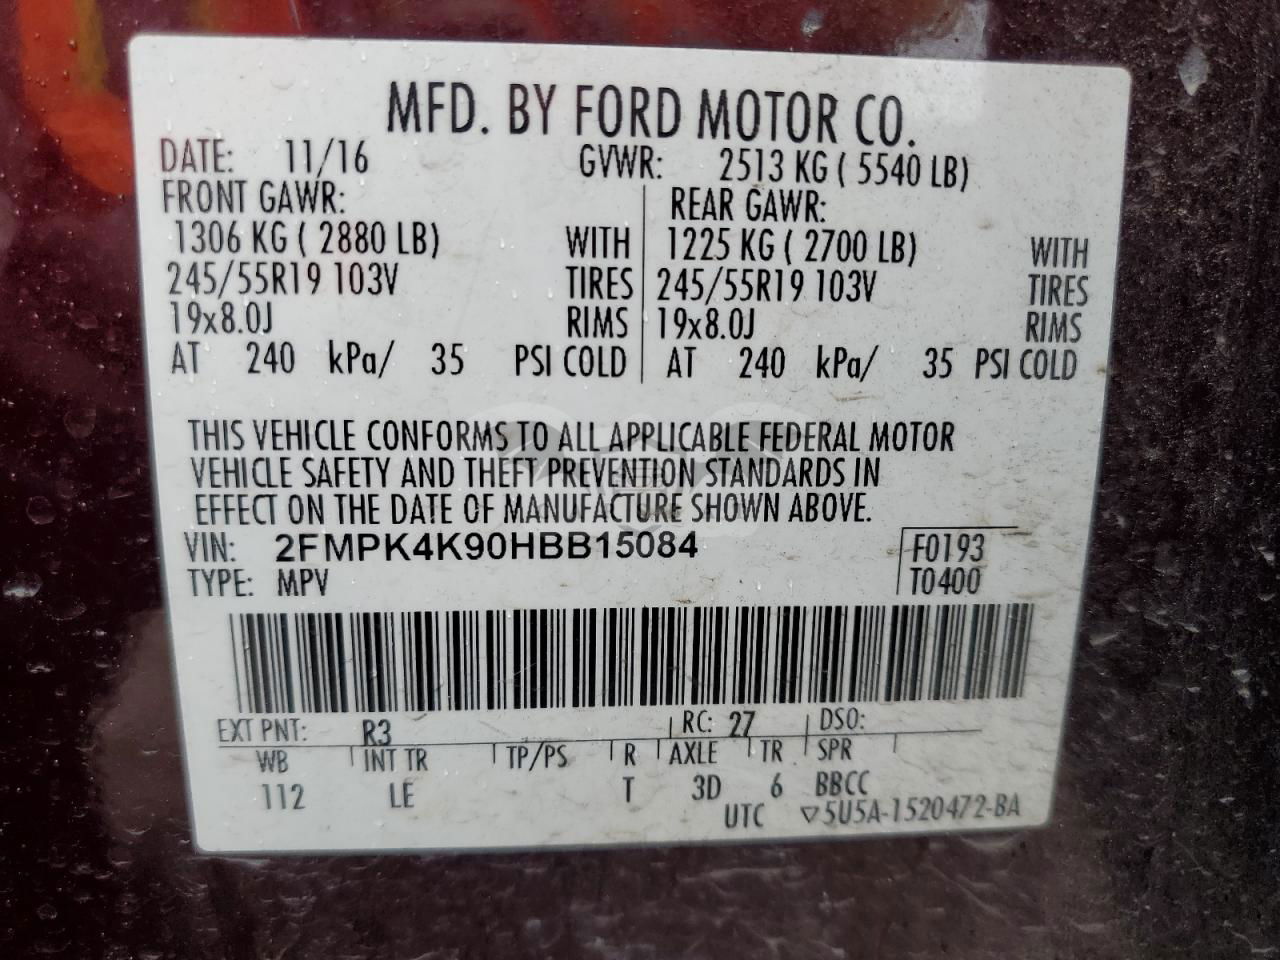 MFD. BY FORD MOTOR CO.
DATE: 11/16 GVWR: 2513 KG ( 5540 LB)
FRONT GAWR: REAR GAWR:
1306 KG ( 2880 LB) WITH 1225 KG ( 2700 LB) WITH
245/55R19 103V TIRES 245/55R19 103V TIRES
19x8.0J RIMS 19x8.0J RIMS
AT 240 kPa/ 35 PSI COLD AT 240 kPa/ 35 PSI COLD
THIS VEHICLE CONFORMS TO ALL APPLICABLE FEDERAL MOTOR
VEHICLE SAFETY AND THEFT PREVENTION STANDARDS IN
EFFECT ON THE DATE OF MANUFACTURE SHOWN ABOVE.
VIN: 2FMPK4K90HBB15084 F0193
TYPE: MPV T0400
EXT PNT: R3 RC: 27 DSO:
WB INT TR TP/PS R AXLE TR SPR
112 LE T 3D 6 BBCC
UTC ▽5U5A-1520472-BA